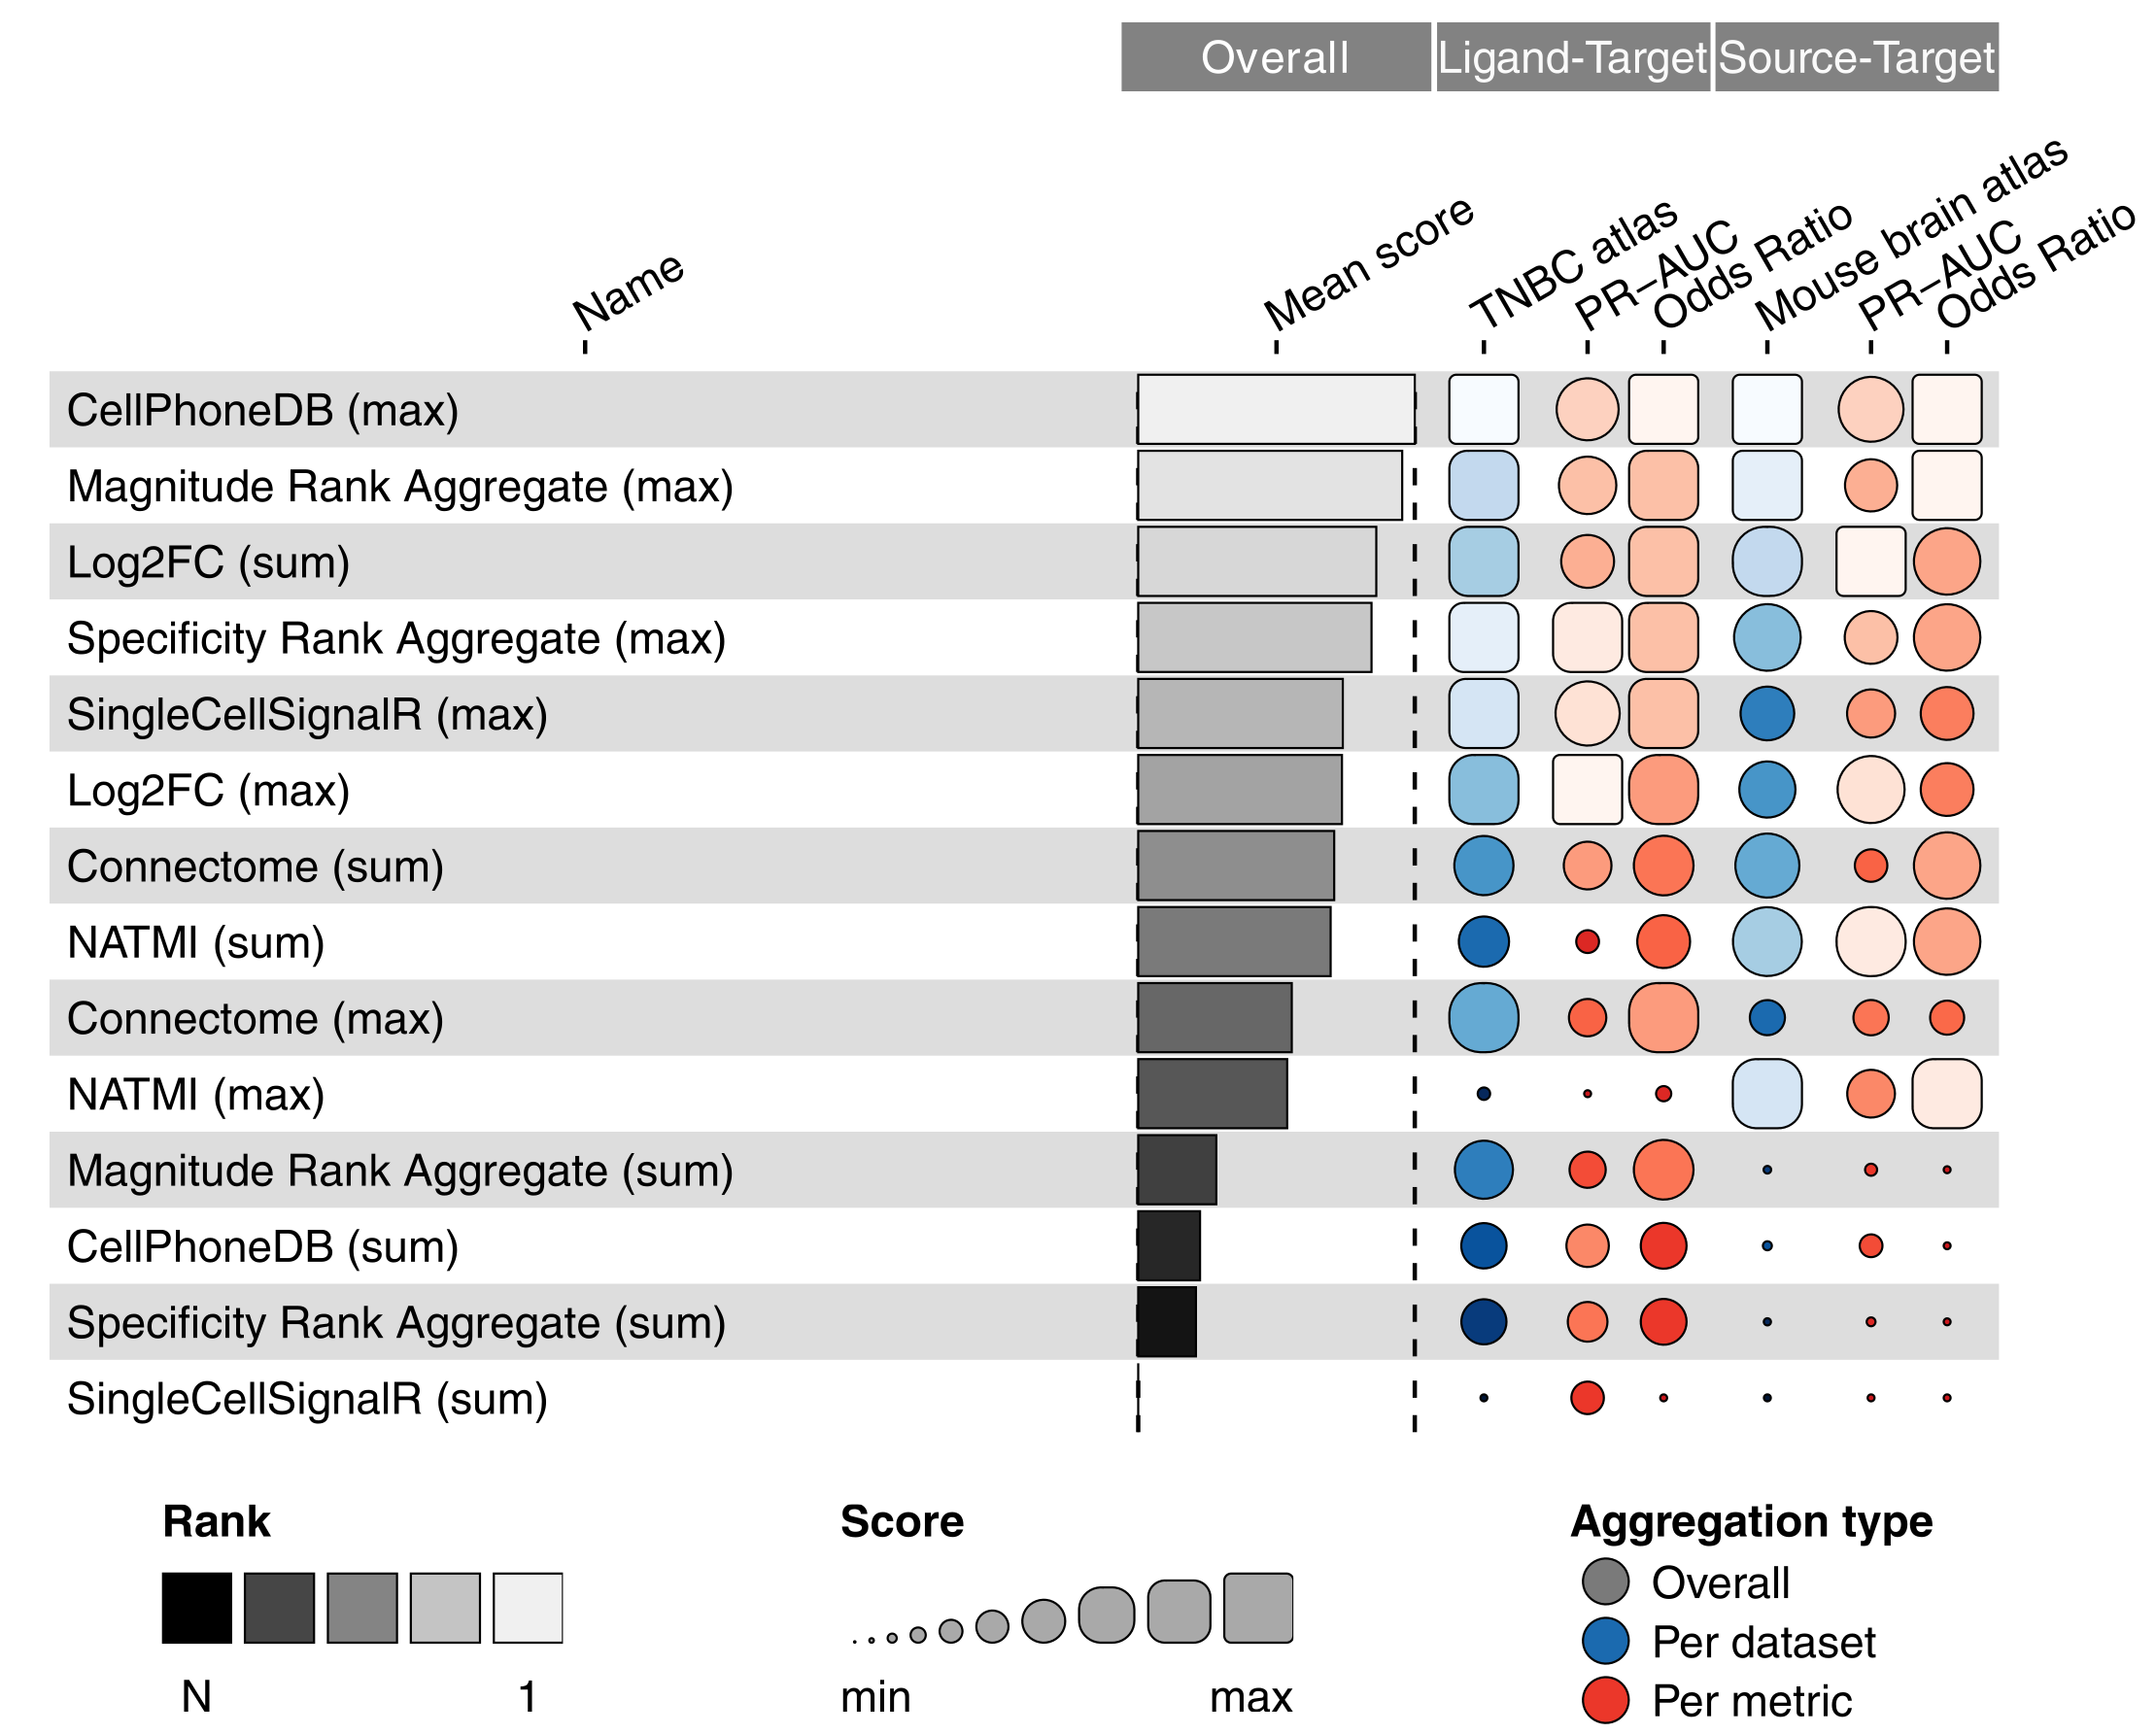 Overall Ligand-Target Source-Target
Name Mean score TNBC atlas PR−AUC Odds Ratio Mouse brain atlas PR−AUC Odds Ratio
CellPhoneDB (max)
Magnitude Rank Aggregate (max)
Log2FC (sum)
Specificity Rank Aggregate (max)
SingleCellSignalR (max)
Log2FC (max)
Connectome (sum)
NATMI (sum)
Connectome (max)
NATMI (max)
Magnitude Rank Aggregate (sum)
CellPhoneDB (sum)
Specificity Rank Aggregate (sum)
SingleCellSignalR (sum)
Rank
N 1
Score
min max
Aggregation type
Overall
Per dataset
Per metric